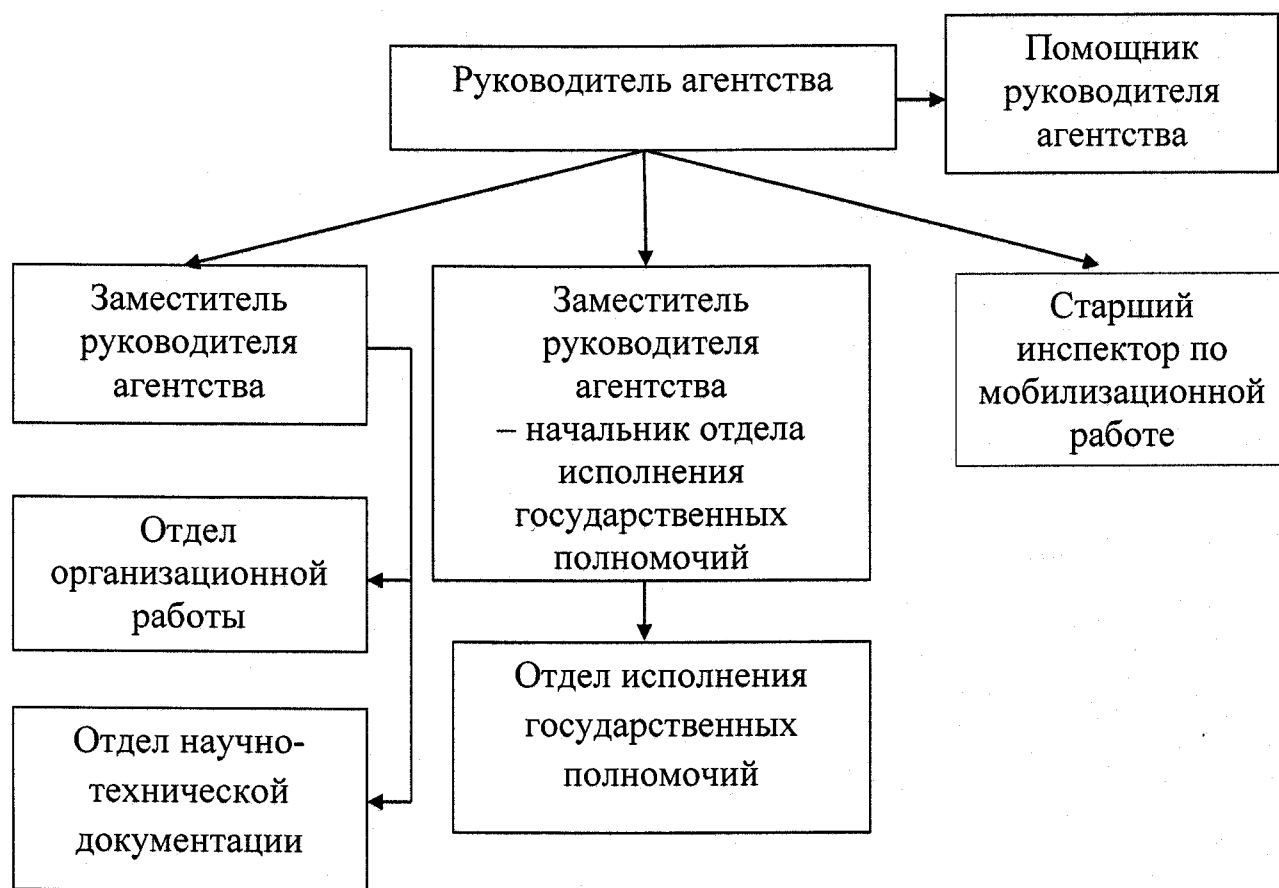 Руководитель агентства
Помощник
руководителя
агентства
Заместитель
руководителя
агентства
Заместитель
руководителя
агентства
– начальник отдела
исполнения
государственных
полномочий
Старший
инспектор по
мобилизационной
работе
Отдел
организационной
работы
Отдел исполнения
государственных
полномочий
Отдел научно-
технической
документации